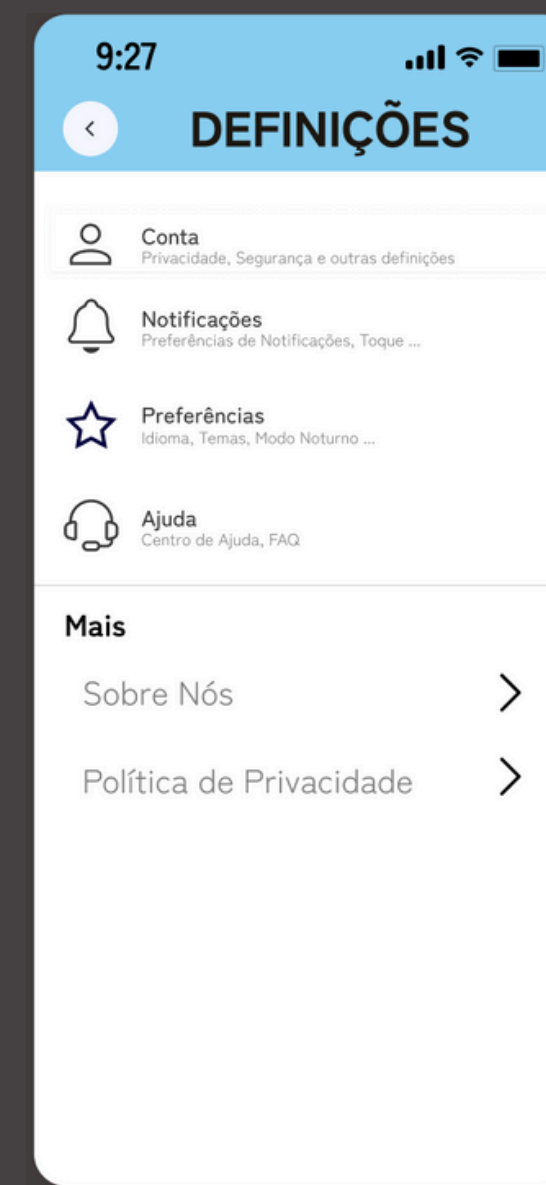 9:27
DEFINIÇÕES
Conta
Privacidade, Segurança e outras definições
Notificações
Preferências de Notificações, Toque ...
Preferências
Idioma, Temas, Modo Noturno ...
Ajuda
Centro de Ajuda, FAQ
Mais
Sobre Nós
Política de Privacidade